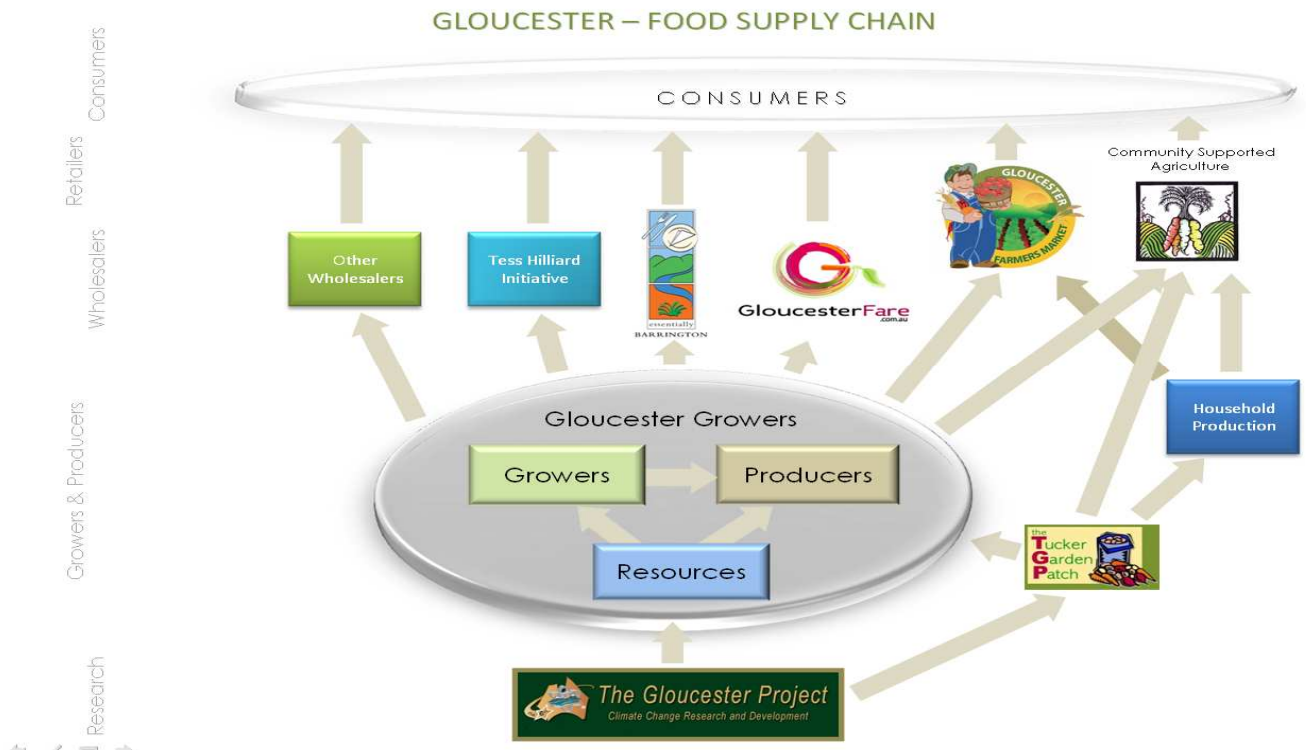 GLOUCESTER – FOOD SUPPLY CHAIN
Consumers
CONSUMERS
Retailers
Community Supported
Agriculture
GLOUCESTER
FARMERS MARKET
Wholesalers
Other
Wholesalers
Tess Hilliard
Initiative
essentially
BARRINGTON
G
GloucesterFare
.com.au
Growers & Producers
Gloucester Growers
Growers
Producers
Resources
Household
Production
the
Tucker
Garden
Patch
Research
The Gloucester Project
Climate Change Research and Development